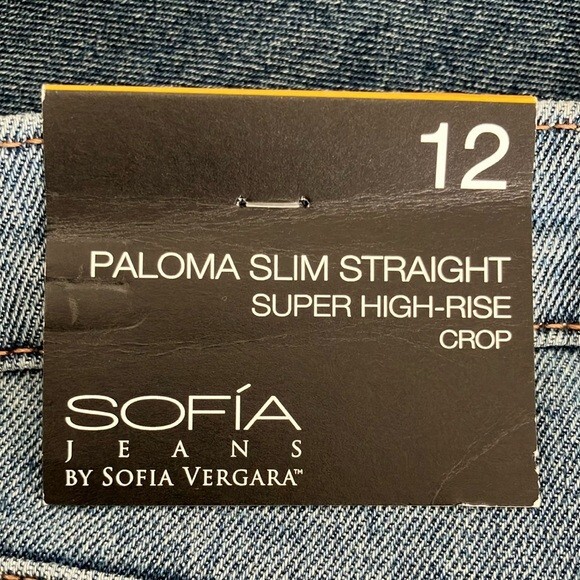 12
PALOMA SLIM STRAIGHT
SUPER HIGH-RISE
CROP
SOFÍA
JEANS
BY SOFIA VERGARA™